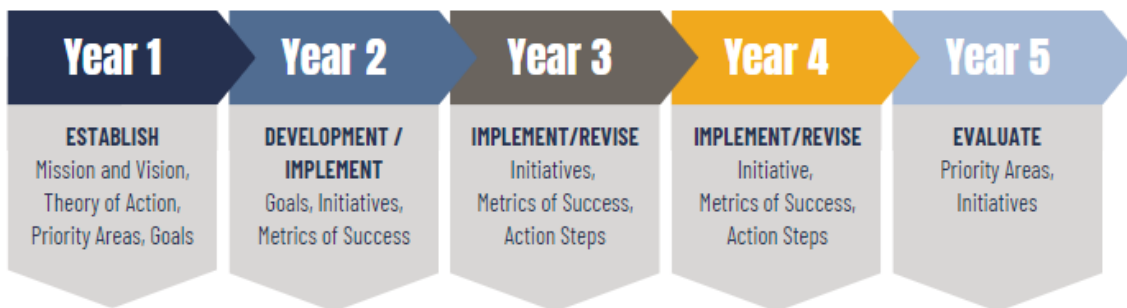 Year 1
Year 2
Year 3
Year 4
Year 5
ESTABLISH
Mission and Vision,
Theory of Action,
Priority Areas, Goals
DEVELOPMENT /
IMPLEMENT
Goals, Initiatives,
Metrics of Success
IMPLEMENT/REVISE
Initiatives,
Metrics of Success,
Action Steps
IMPLEMENT/REVISE
Initiative,
Metrics of Success,
Action Steps
EVALUATE
Priority Areas,
Initiatives